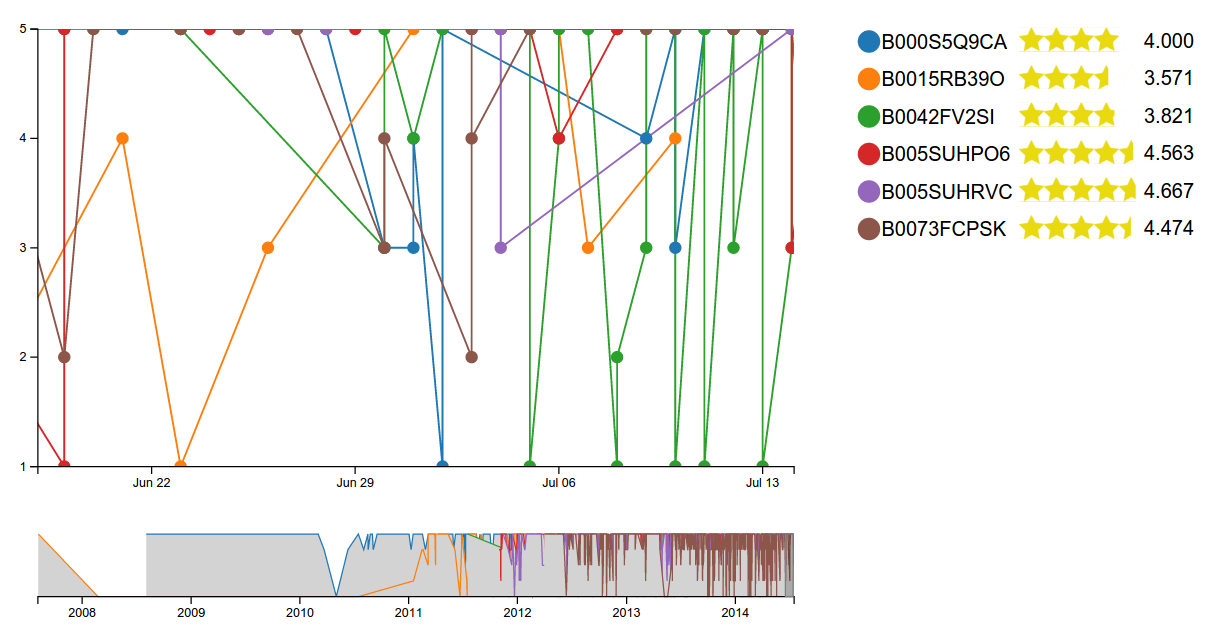 5
4
3
2
1
Jun 22 Jun 29 Jul 06 Jul 13
2008 2009 2010 2011 2012 2013 2014
B000S5Q9CA 4.000
B0015RB39O 3.571
B0042FV2SI 3.821
B005SUHPO6 4.563
B005SUHRVC 4.667
B0073FCPSK 4.474